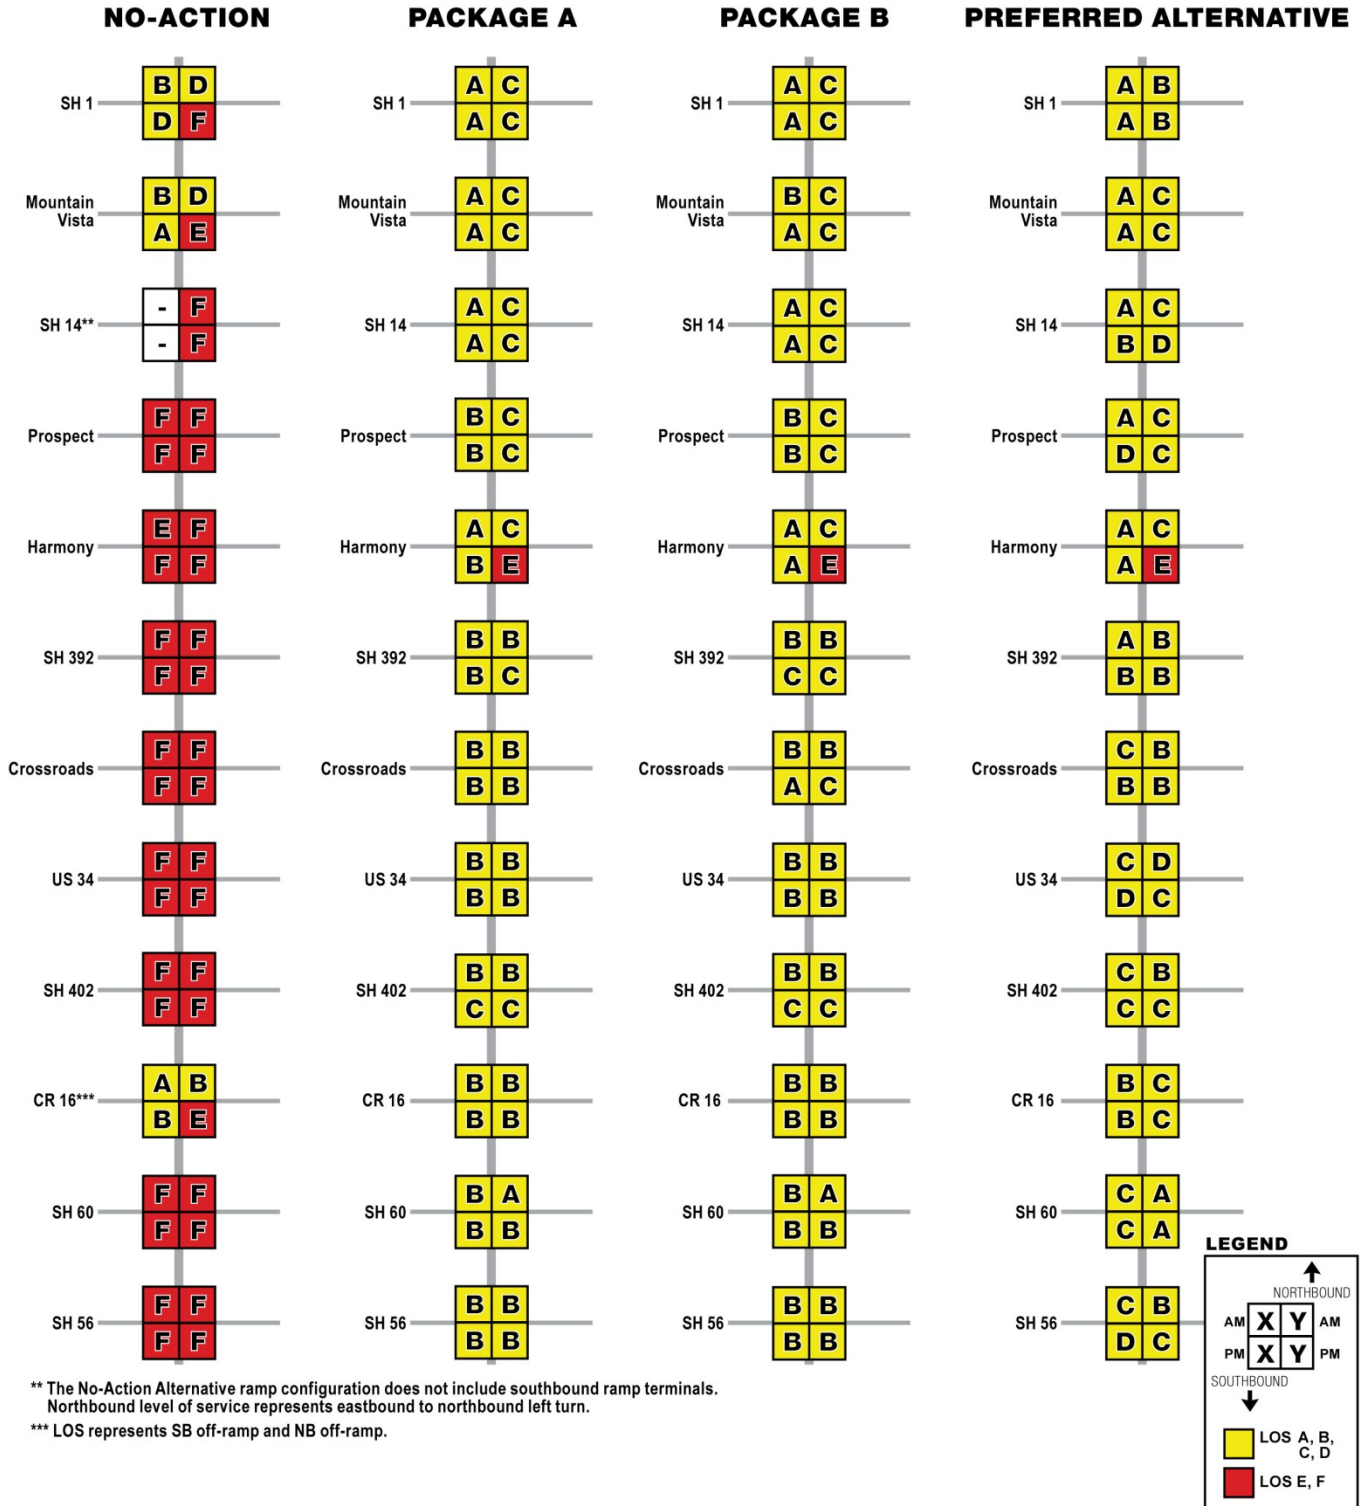 NO-ACTION PACKAGE A PACKAGE B PREFERRED ALTERNATIVE
B D A C A C A B
SH 1 SH 1 SH 1 SH 1
D F A C A C A B
B D A C B C A C
Mountain Vista Mountain Vista Mountain Vista Mountain Vista
A E A C A C A C
- F A C A C A C
SH 14** SH 14 SH 14 SH 14
- F A C A C B D
F F B C B C A C
Prospect Prospect Prospect Prospect
F F B C B C D C
E F A C A C A C
Harmony Harmony Harmony Harmony
F F B E A E A E
F F B B B B A B
SH 392 SH 392 SH 392 SH 392
F F B C C C B B
F F B B B B C B
Crossroads Crossroads Crossroads Crossroads
F F B B A C B B
F F B B B B C D
US 34 US 34 US 34 US 34
F F B B B B D C
F F B B B B C B
SH 402 SH 402 SH 402 SH 402
F F C C C C C C
A B B B B B B C
CR 16*** CR 16 CR 16 CR 16
B E B B B B B C
F F B A B A C A
SH 60 SH 60 SH 60 SH 60
F F B B B B C A
F F B B B B C B
SH 56 SH 56 SH 56 SH 56
F F B B B B D C
** The No-Action Alternative ramp configuration does not include southbound ramp terminals.
Northbound level of service represents eastbound to northbound left turn.
*** LOS represents SB off-ramp and NB off-ramp.
LEGEND
NORTHBOUND
AM X Y AM
PM X Y PM
SOUTHBOUND
LOS A, B,
C, D
LOS E, F